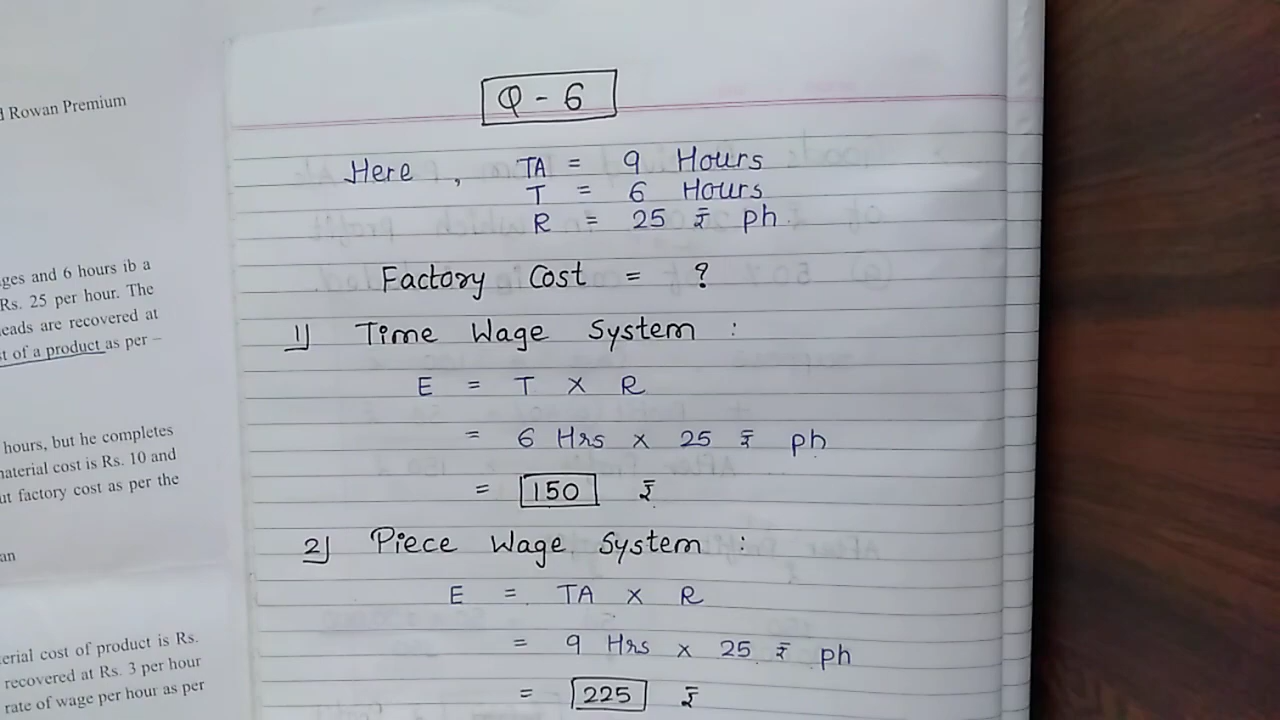 d Rowan Premium
ges and 6 hours ib a
Rs. 25 per hour. The
eads are recovered at
t of a product as per –
hours, but he completes
naterial cost is Rs. 10 and
ut factory cost as per the
an
erial cost of product is Rs.
recovered at Rs. 3 per hour
rate of wage per hour as per
Q - 6
Here , TA = 9 Hours
T = 6 Hours
R = 25 ₹ ph.
Factory Cost = ?
1) Time Wage System :
E = T × R
= 6 Hrs × 25 ₹ ph
= 150 ₹
2) Piece Wage System :
E = TA × R
= 9 Hrs × 25 ₹ ph
= 225 ₹